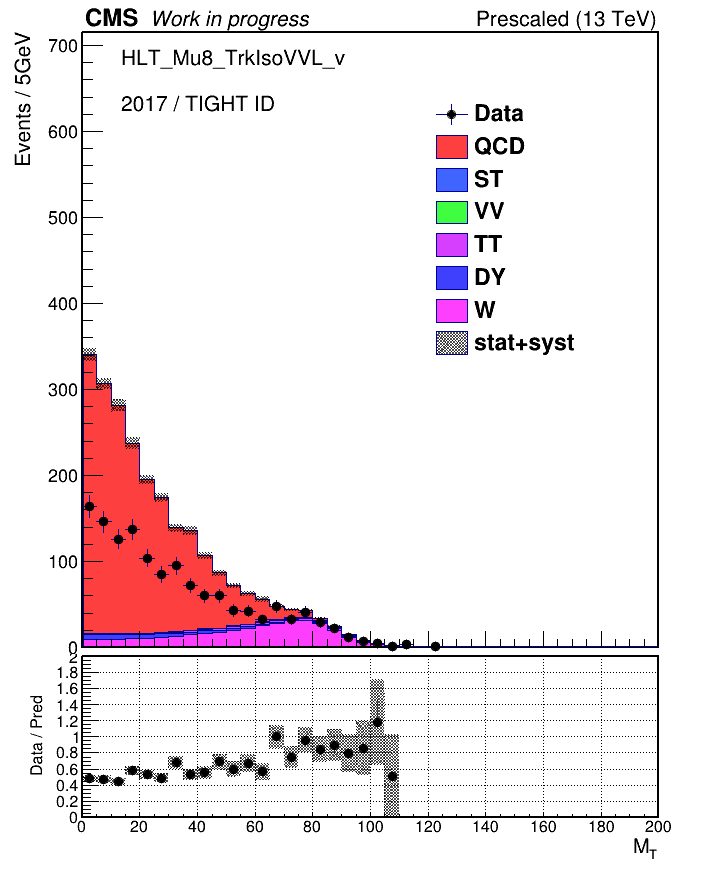 CMS Work in progress Prescaled (13 TeV)
Events / 5GeV
HLT_Mu8_TrkIsoVVL_v
2017 / TIGHT ID
Data
QCD
ST
VV
TT
DY
W
stat+syst
700
600
500
400
300
200
100
0
Data / Pred
2
1.8
1.6
1.4
1.2
1
0.8
0.6
0.4
0.2
0
0 20 40 60 80 100 120 140 160 180 200
M_T